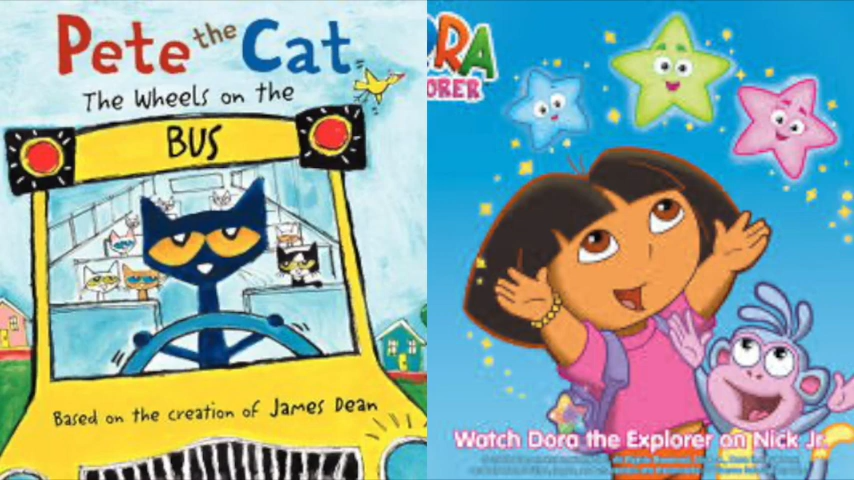 Pete the Cat
The Wheels on the
BUS
Based on the creation of James Dean
ORA
ORER
Watch Dora the Explorer on Nick Jr